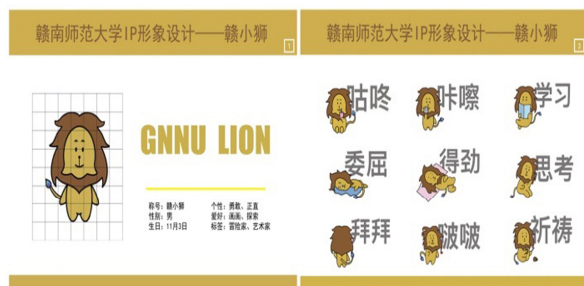 赣南师范大学IP形象设计——赣小狮
1
GNNU LION
称号：赣小狮 个性：勇敢、正直
性别：男 爱好：画画、探索
生日：11月3日 标签：冒险家、艺术家
赣南师范大学IP形象设计——赣小狮
2
咕咚 咔嚓 学习
委屈 得劲 思考
拜拜 啵啵 祈祷